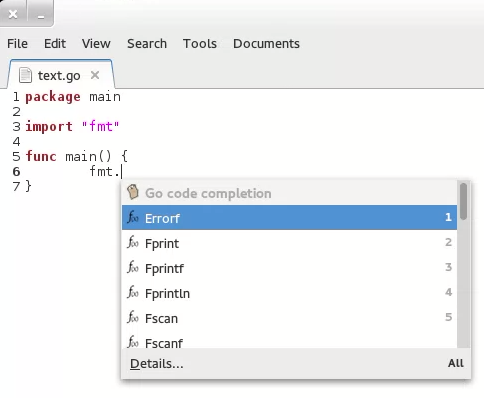 File Edit View Search Tools Documents
text.go
1 package main
2
3 import "fmt"
4
5 func main() {
6 fmt.
7 }
Go code completion
Errorf 1
Fprint 2
Fprintf 3
Fprintln 4
Fscan 5
Fscanf
Details... All